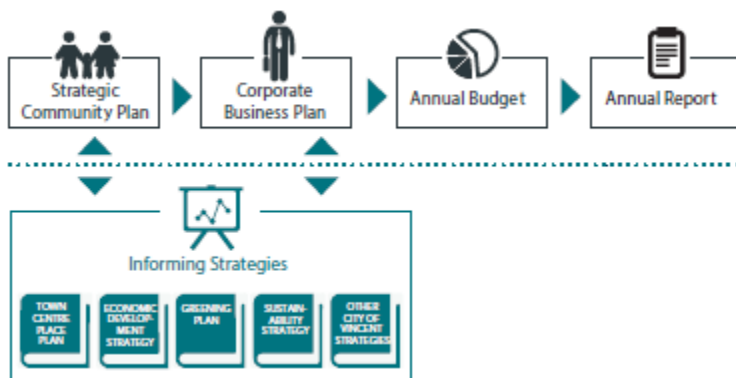 Strategic
Community Plan
Corporate
Business Plan
Annual Budget
Annual Report
Informing Strategies
TOWN
CENTRE
PLACE
PLAN
ECONOMIC
DEVELOP-
MENT
STRATEGY
GREENING
PLAN
SUSTAIN-
ABILITY
STRATEGY
OTHER
CITY OF
VINCENT
STRATEGIES